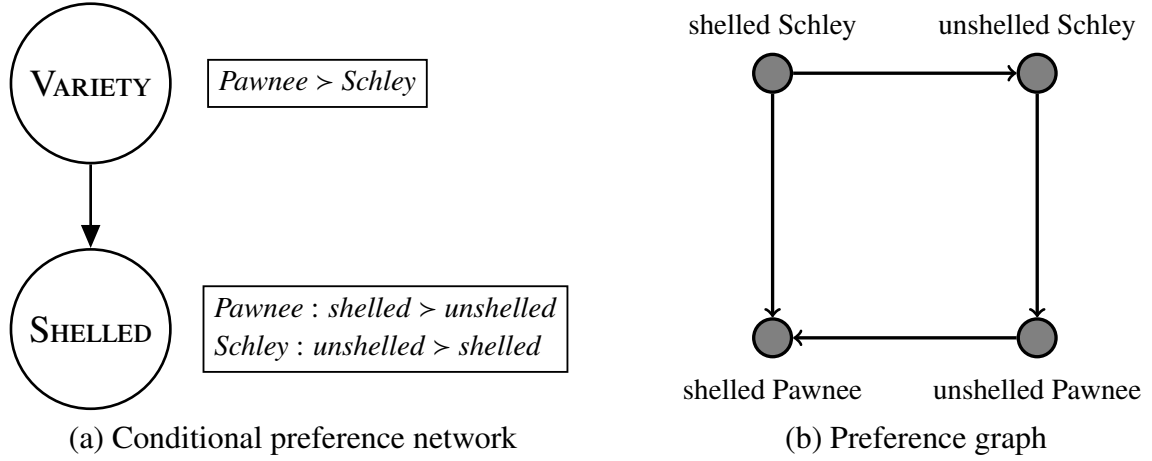 VARIETY
Pawnee ≻ Schley
SHELLED
Pawnee : shelled ≻ unshelled
Schley : unshelled ≻ shelled
(a) Conditional preference network
shelled Schley
unshelled Schley
shelled Pawnee
unshelled Pawnee
(b) Preference graph